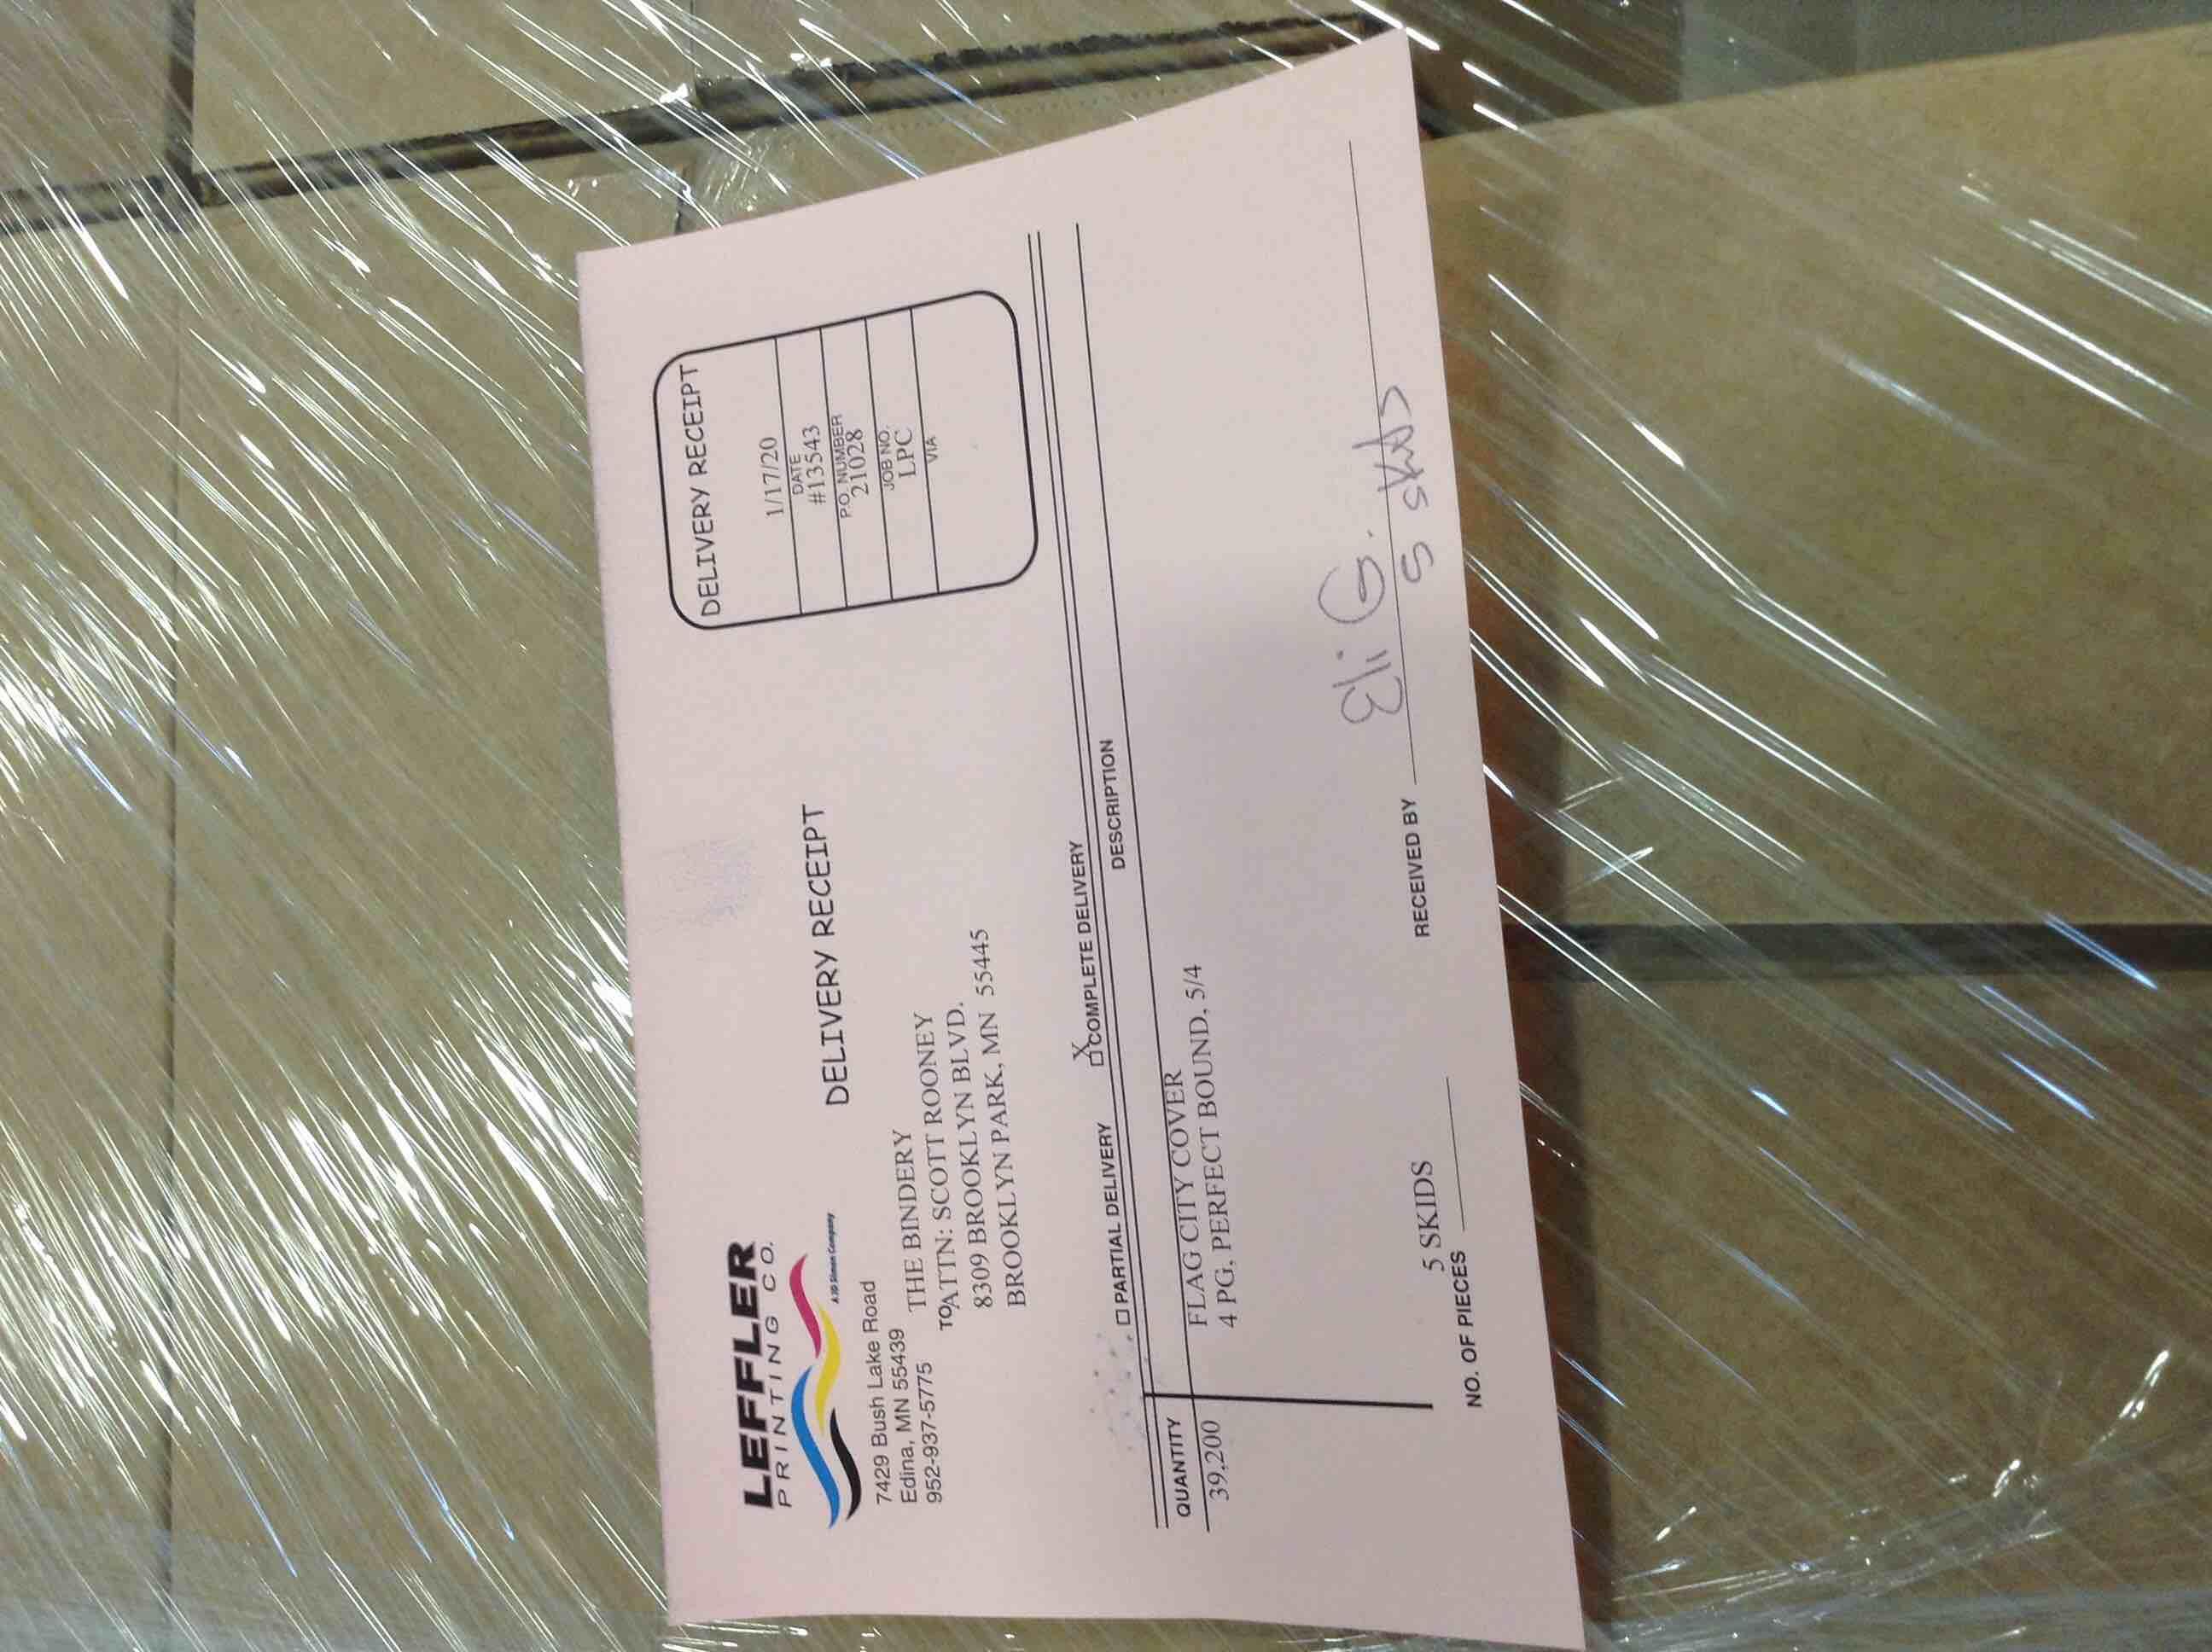 LEFFLER
PRINTING CO.
A JD Simon Company
7429 Bush Lake Road
Edina, MN 55439
952-937-5775
DELIVERY RECEIPT
DELIVERY RECEIPT
1/17/20
DATE
#13543
P.O. NUMBER
21028
JOB NO.
LPC
VIA
THE BINDERY
TO ATTN: SCOTT ROONEY
8309 BROOKLYN BLVD.
BROOKLYN PARK, MN 55445
PARTIAL DELIVERY X COMPLETE DELIVERY
QUANTITY DESCRIPTION
39,200 FLAG CITY COVER
4 PG, PERFECT BOUND, 5/4
5 SKIDS
NO. OF PIECES
RECEIVED BY Eli G.
5 skids